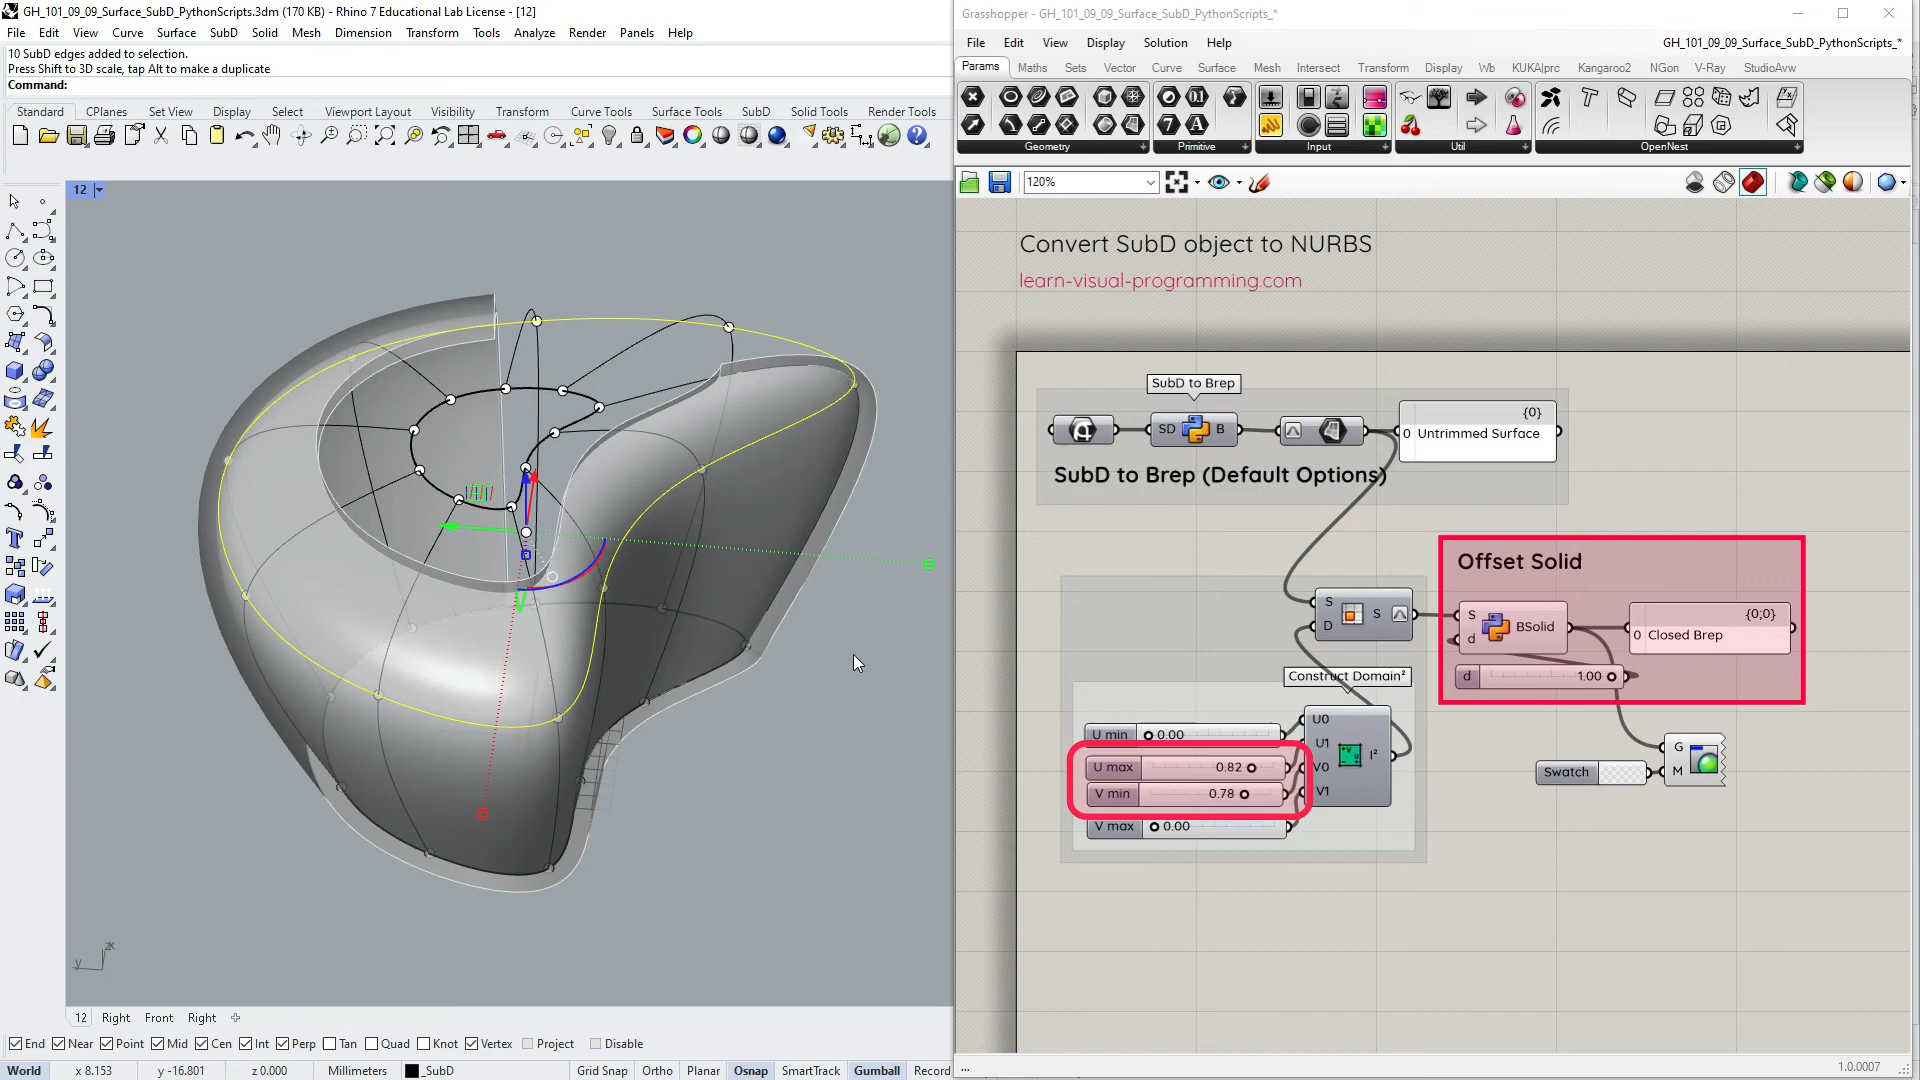 GH_101_09_09_Surface_SubD_PythonScripts.3dm (170 KB) - Rhino 7 Educational Lab License - [12]
File Edit View Curve Surface SubD Solid Mesh Dimension Transform Tools Analyze Render Panels Help
10 SubD edges added to selection.
Press Shift to 3D scale, tap Alt to make a duplicate
Command:
Standard CPlanes Set View Display Select Viewport Layout Visibility Transform Curve Tools Surface Tools SubD Solid Tools Render Tools
12
y
z
x
12 Right Front Right
End Near Point Mid Cen Int Perp Tan Quad Knot Vertex Project Disable
World x 8.153 y -16.801 z 0.000 Millimeters _SubD Grid Snap Ortho Planar Osnap SmartTrack Gumball Record
Grasshopper - GH_101_09_09_Surface_SubD_PythonScripts_*
File Edit View Display Solution Help
GH_101_09_09_Surface_SubD_PythonScripts_*
Params Maths Sets Vector Curve Surface Mesh Intersect Transform Display Wb KUKA|prc Kangaroo2 NGon V-Ray StudioAvw
Geometry Primitive Input Util OpenNest
120%
Convert SubD object to NURBS
learn-visual-programming.com
SubD to Brep
SD B
{0}
0 Untrimmed Surface
SubD to Brep (Default Options)
Offset Solid
S D S
S d BSolid
{0;0}
0 Closed Brep
d 1.00
Construct Domain²
U min 0.00
U max 0.82
V min 0.78
V max 0.00
U0 U1 V0 V1 I²
Swatch
G M
...
1.0.0007